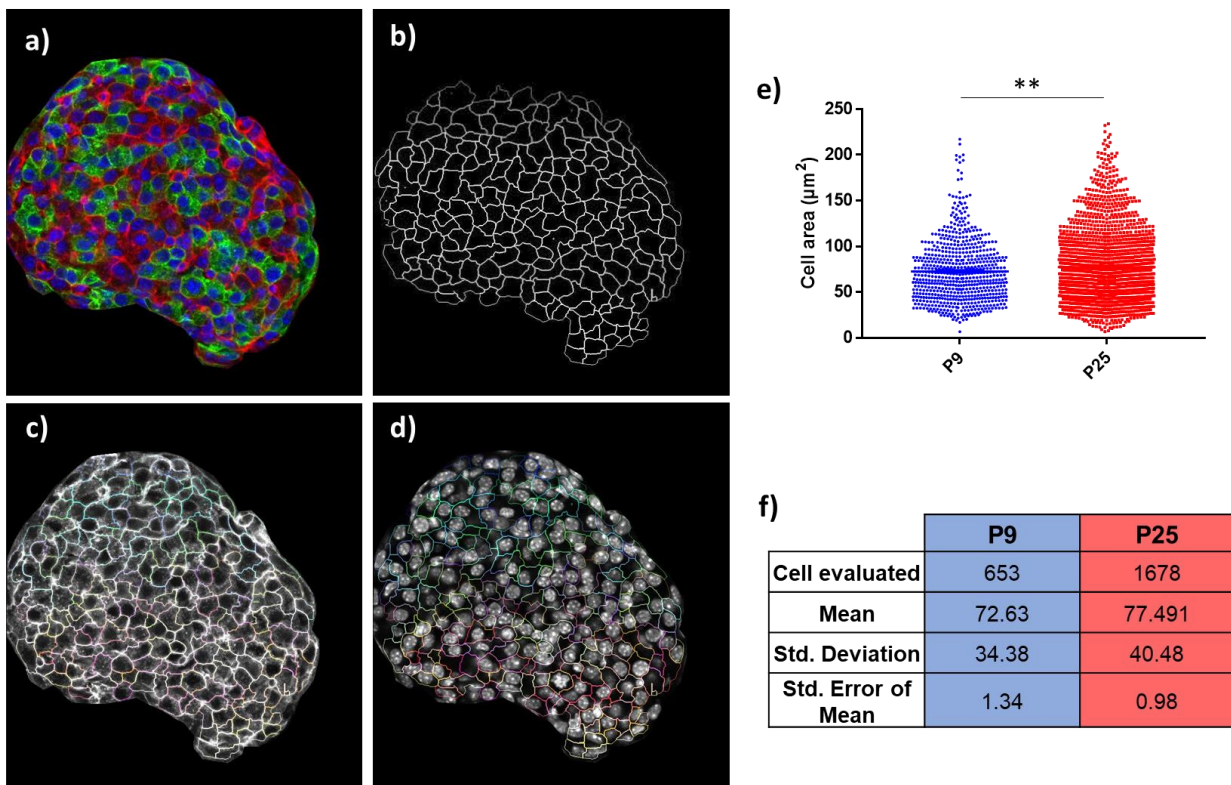 a)
b)
c)
d)
e)
**
Cell area (µm²)
250
200
150
100
50
0
P9
P25
f)
P9 P25
Cell evaluated 653 1678
Mean 72.63 77.491
Std. Deviation 34.38 40.48
Std. Error of
Mean 1.34 0.98